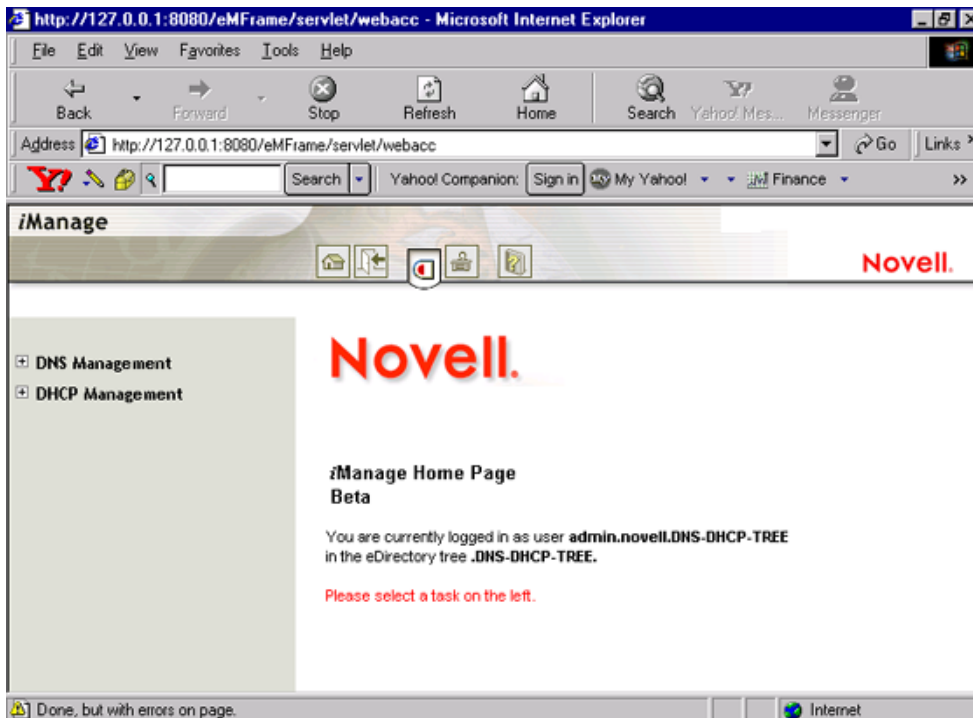 http://127.0.0.1:8080/eMFrame/servlet/webacc - Microsoft Internet Explorer
File Edit View Favorites Tools Help
Back Forward Stop Refresh Home Search Yahoo! Mes... Messenger
Address http://127.0.0.1:8080/eMFrame/servlet/webacc Go Links »
Y! Search Yahoo! Companion: Sign in My Yahoo! Finance »
iManage
Novell.
DNS Management
DHCP Management
Novell.
iManage Home Page
Beta
You are currently logged in as user admin.novell.DNS-DHCP-TREE
in the eDirectory tree .DNS-DHCP-TREE.
Please select a task on the left.
Done, but with errors on page. Internet